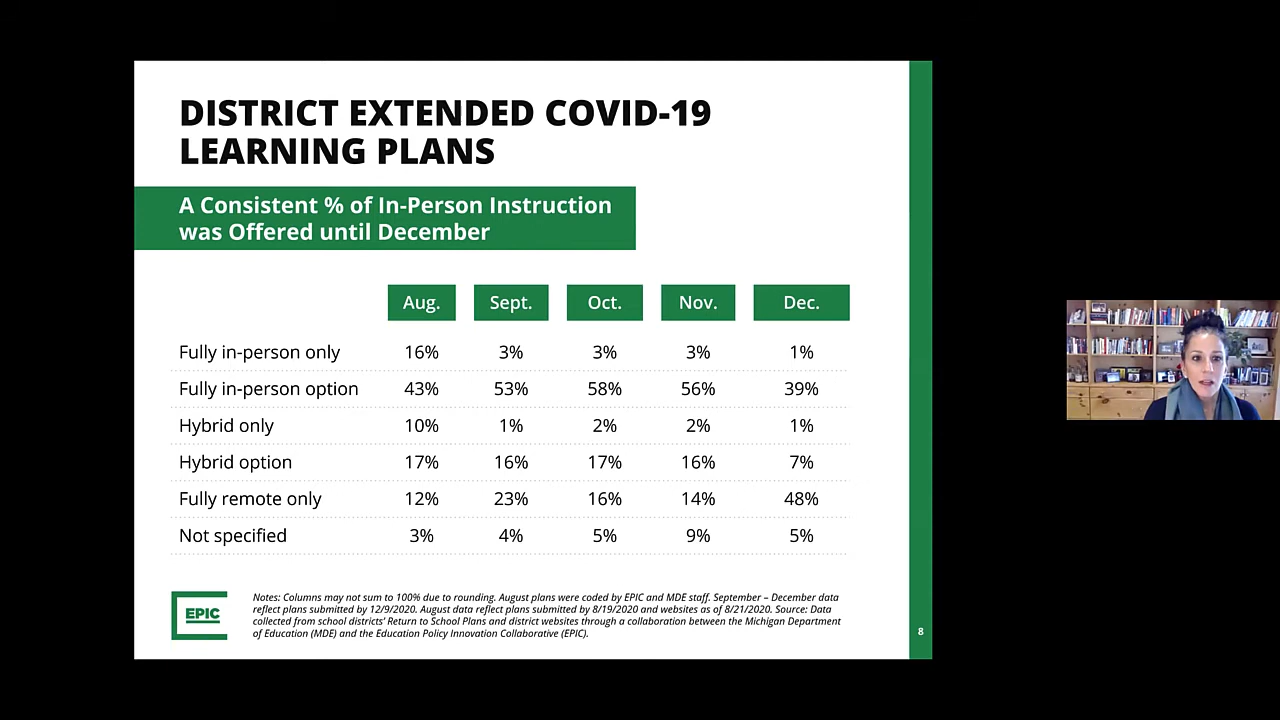 DISTRICT EXTENDED COVID-19
LEARNING PLANS
A Consistent % of In-Person Instruction
was Offered until December
Aug. Sept. Oct. Nov. Dec.
Fully in-person only 16% 3% 3% 3% 1%
Fully in-person option 43% 53% 58% 56% 39%
Hybrid only 10% 1% 2% 2% 1%
Hybrid option 17% 16% 17% 16% 7%
Fully remote only 12% 23% 16% 14% 48%
Not specified 3% 4% 5% 9% 5%
EPIC
Notes: Columns may not sum to 100% due to rounding. August plans were coded by EPIC and MDE staff. September – December data
reflect plans submitted by 12/9/2020. August data reflect plans submitted by 8/19/2020 and websites as of 8/21/2020. Source: Data
collected from school districts’ Return to School Plans and district websites through a collaboration between the Michigan Department
of Education (MDE) and the Education Policy Innovation Collaborative (EPIC).
8